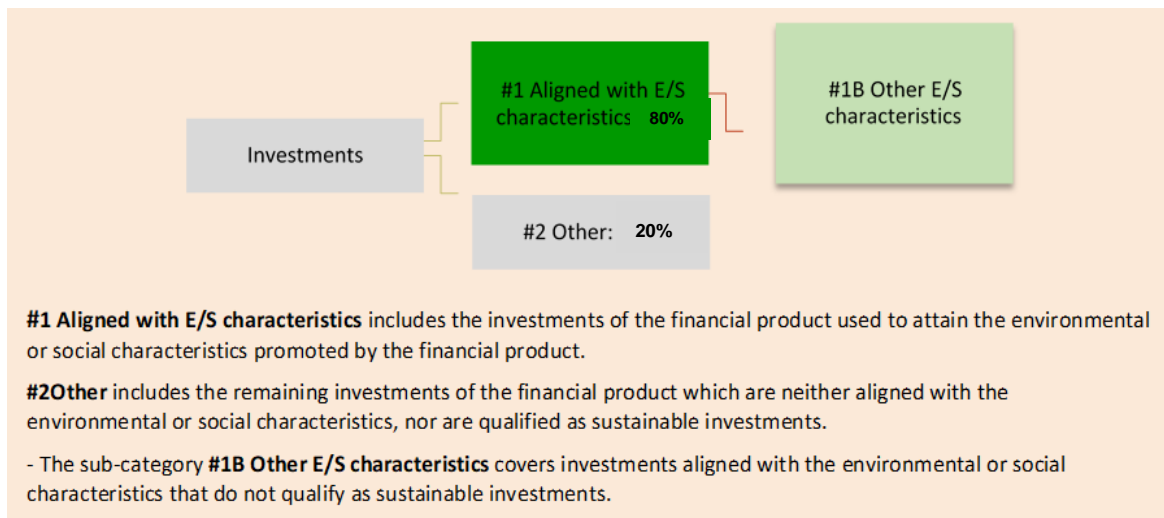 #1 Aligned with E/S
characteristics 80%
#1B Other E/S
characteristics
Investments
#2 Other: 20%
#1 Aligned with E/S characteristics includes the investments of the financial product used to attain the environmental
or social characteristics promoted by the financial product.
#2Other includes the remaining investments of the financial product which are neither aligned with the
environmental or social characteristics, nor are qualified as sustainable investments.
- The sub-category #1B Other E/S characteristics covers investments aligned with the environmental or social
characteristics that do not qualify as sustainable investments.